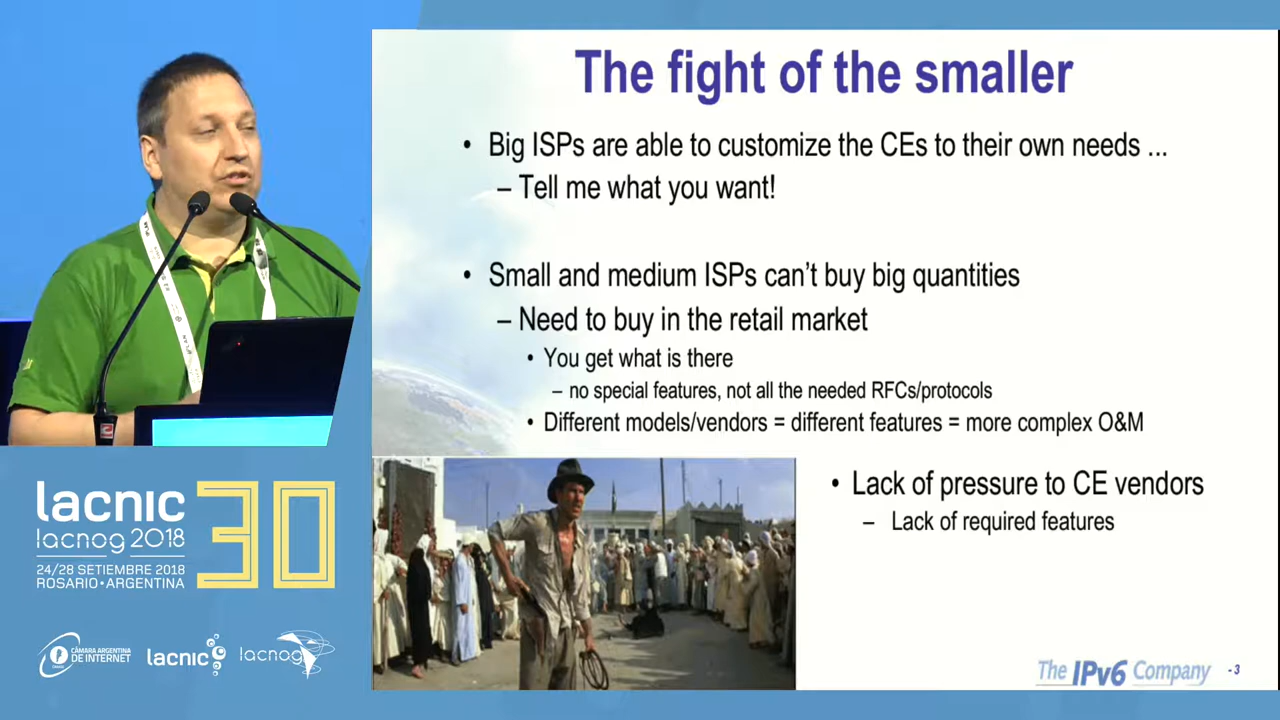 The fight of the smaller
• Big ISPs are able to customize the CEs to their own needs ...
– Tell me what you want!
• Small and medium ISPs can't buy big quantities
– Need to buy in the retail market
• You get what is there
– no special features, not all the needed RFCs/protocols
• Different models/vendors = different features = more complex O&M
• Lack of pressure to CE vendors
– Lack of required features
The IPv6 Company
- 3
lacnic 30
lacnog 2018
24/28 SETIEMBRE 2018
ROSARIO • ARGENTINA
CÁMARA ARGENTINA
DE INTERNET
lacnic
lacnog